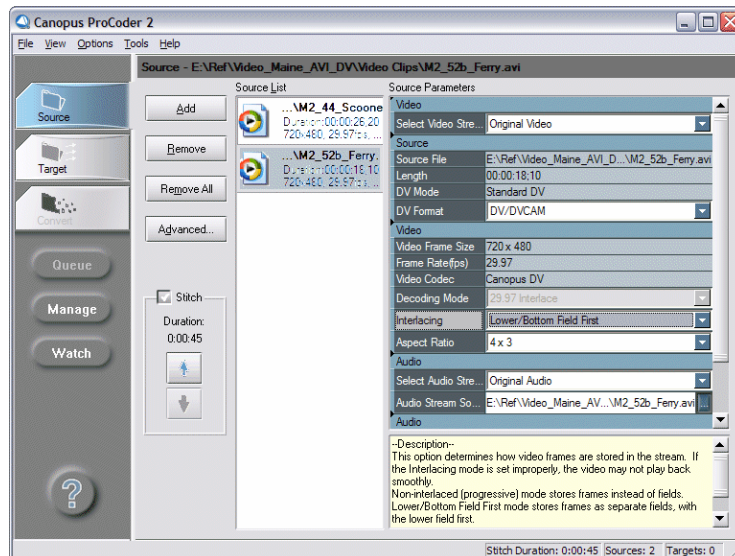 Canopus ProCoder 2
File View Options Tools Help
Source - E:\Ref\Video_Maine_AVI_DV\Video Clips\M2_52b_Ferry.avi
Source
Target
Convert
Queue
Manage
Watch
Add
Remove
Remove All
Advanced...
Stitch
Duration:
0:00:45
Source List
...\M2_44_Scoone
Duration:00:00:26;20
720x480, 29.97fps, ...
...\M2_52b_Ferry.
Duration:00:00:18;10
720x480, 29.97fps, ...
Source Parameters
Video
Select Video Stre... Original Video
Source
Source File E:\Ref\Video_Maine_AVI_D...\M2_52b_Ferry.avi
Length 00:00:18;10
DV Mode Standard DV
DV Format DV/DVCAM
Video
Video Frame Size 720 x 480
Frame Rate(fps) 29.97
Video Codec Canopus DV
Decoding Mode 29.97 Interlace
Interlacing Lower/Bottom Field First
Aspect Ratio 4 x 3
Audio
Select Audio Stre... Original Audio
Audio Stream So... E:\Ref\Video_Maine_AV...\M2_52b_Ferry.avi ...
Audio
--Description--
This option determines how video frames are stored in the stream. If
the Interlacing mode is set improperly, the video may not play back
smoothly.
Non-interlaced (progressive) mode stores frames instead of fields.
Lower/Bottom Field First mode stores frames as separate fields, with
the lower field first.
Stitch Duration: 0:00:45 Sources: 2 Targets: 0